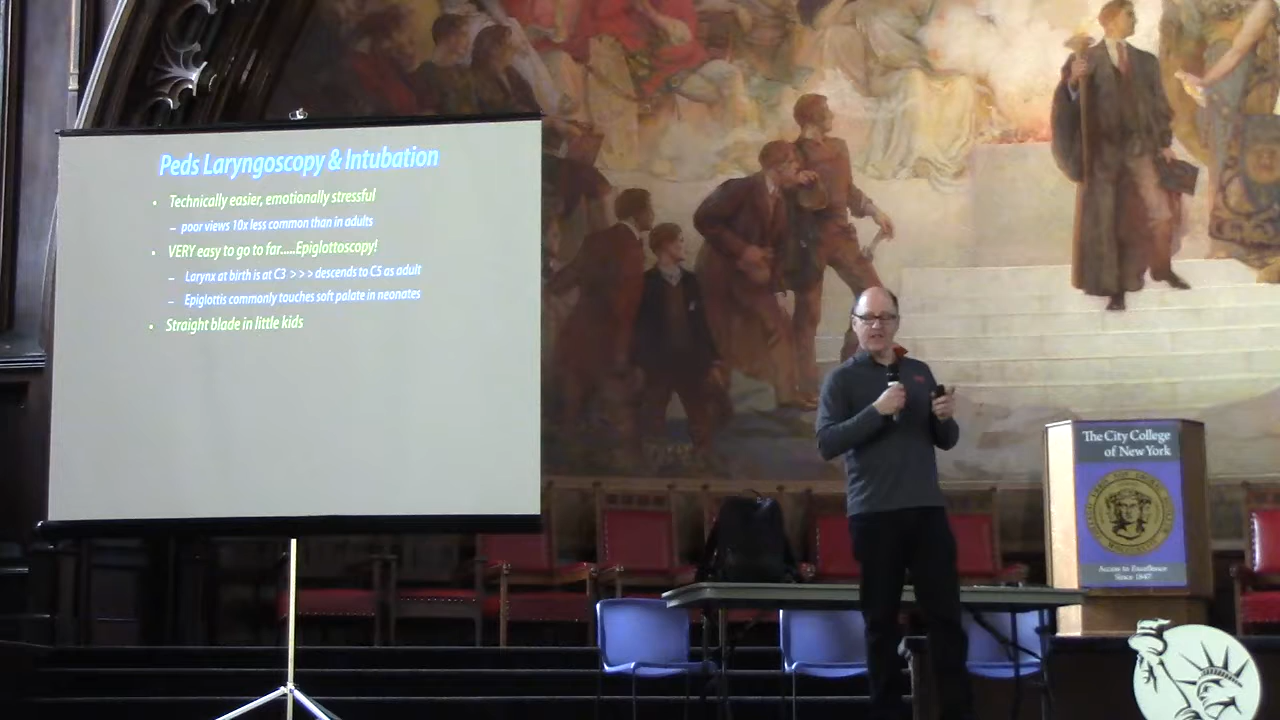 Peds Laryngoscopy & Intubation
• Technically easier, emotionally stressful
– poor views 10x less common than in adults
• VERY easy to go to far.....Epiglottoscopy!
– Larynx at birth is at C3 >>> descends to C5 as adult
– Epiglottis commonly touches soft palate in neonates
• Straight blade in little kids
The City College
of New York
Access to Excellence
Since 1847